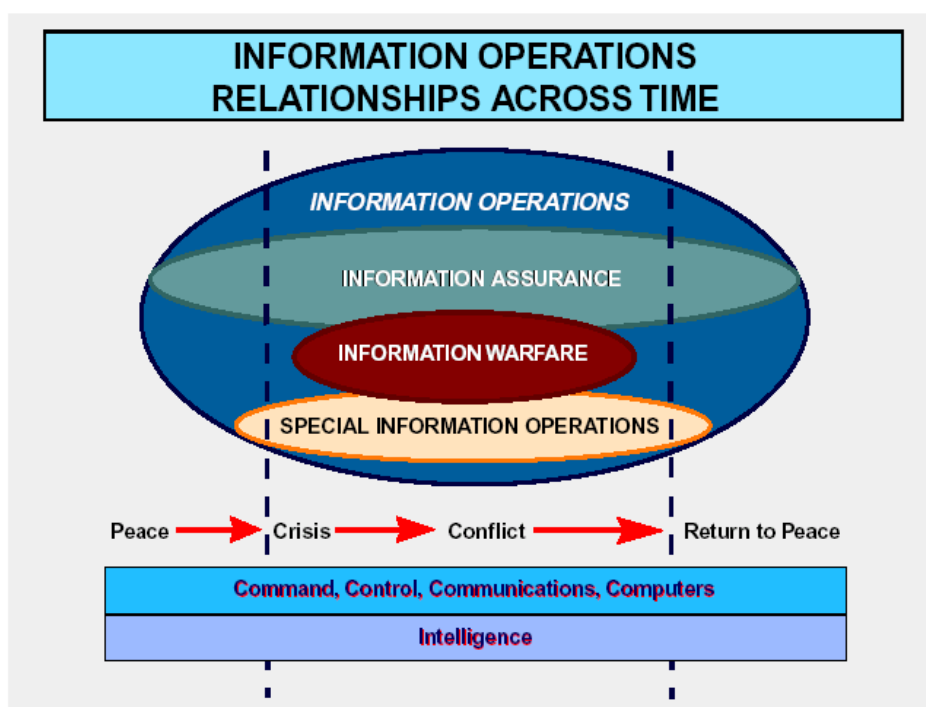 INFORMATION OPERATIONS
RELATIONSHIPS ACROSS TIME
INFORMATION OPERATIONS
INFORMATION ASSURANCE
INFORMATION WARFARE
SPECIAL INFORMATION OPERATIONS
Peace Crisis Conflict Return to Peace
Command, Control, Communications, Computers
Intelligence